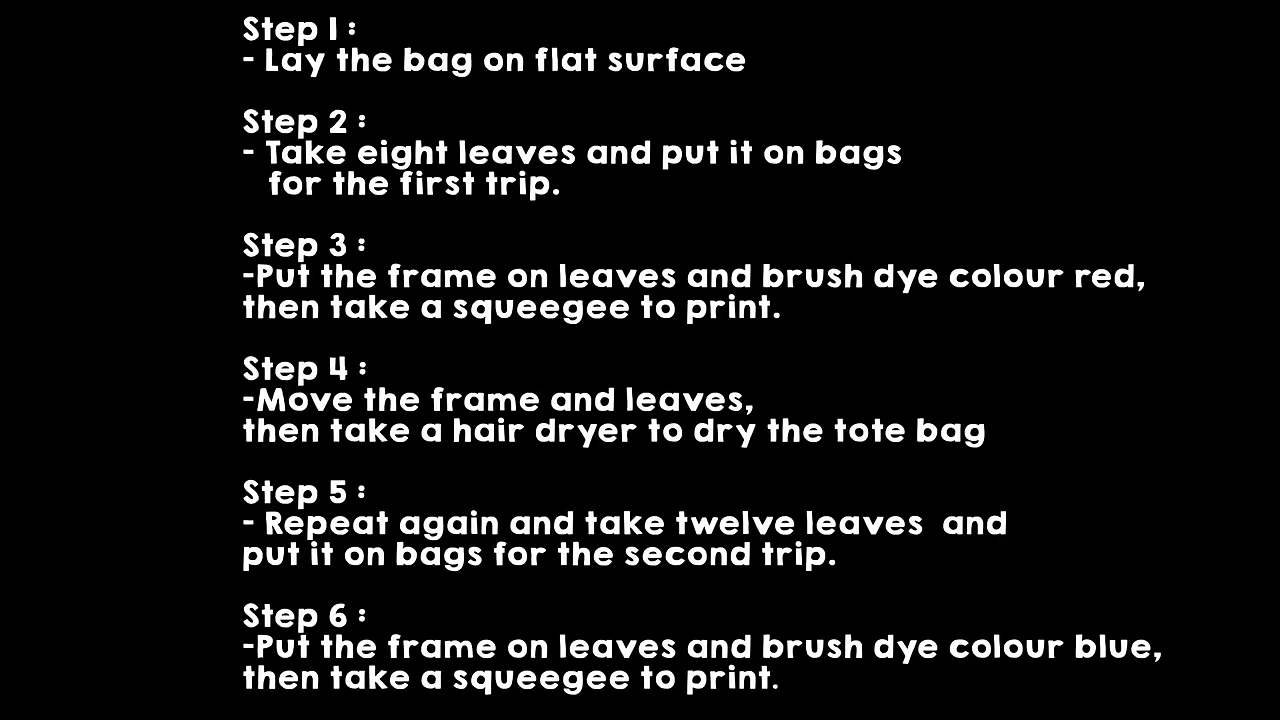 Step 1 :
- Lay the bag on flat surface
Step 2 :
- Take eight leaves and put it on bags
for the first trip.
Step 3 :
-Put the frame on leaves and brush dye colour red,
then take a squeegee to print.
Step 4 :
-Move the frame and leaves,
then take a hair dryer to dry the tote bag
Step 5 :
- Repeat again and take twelve leaves  and
put it on bags for the second trip.
Step 6 :
-Put the frame on leaves and brush dye colour blue,
then take a squeegee to print.